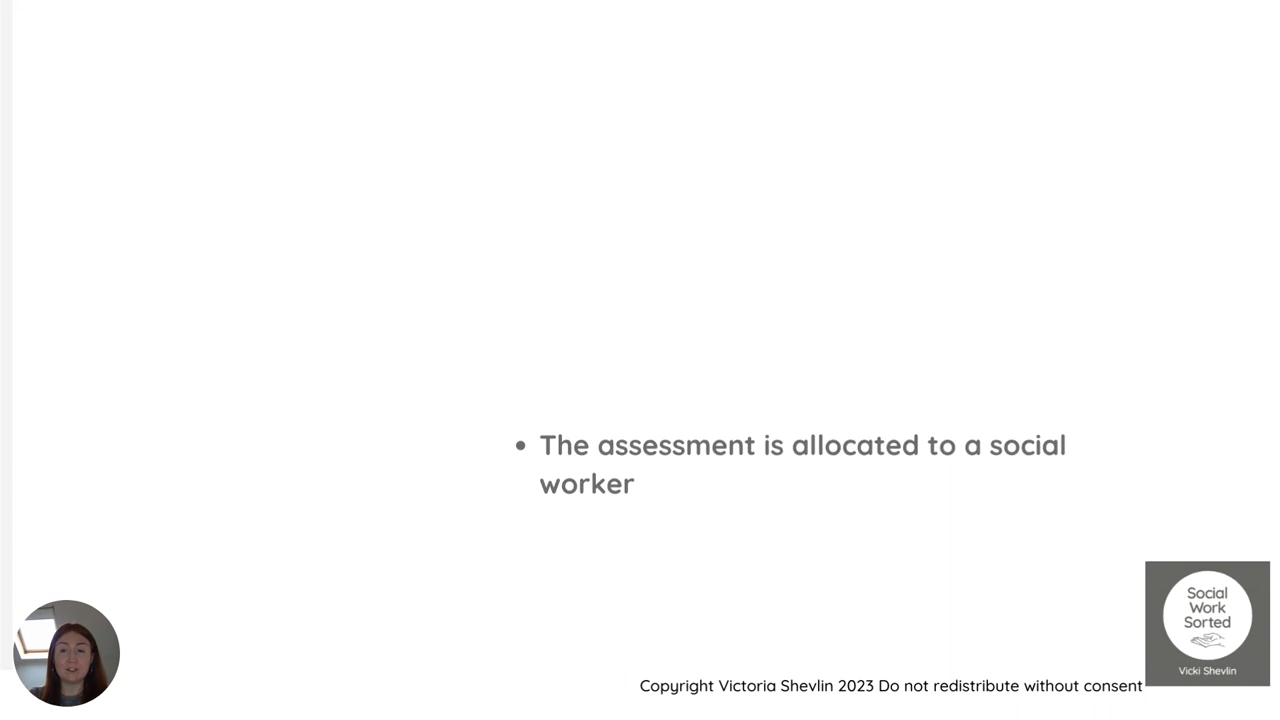 • The assessment is allocated to a social
worker
Social
Work
Sorted
Vicki Shevlin
Copyright Victoria Shevlin 2023 Do not redistribute without consent